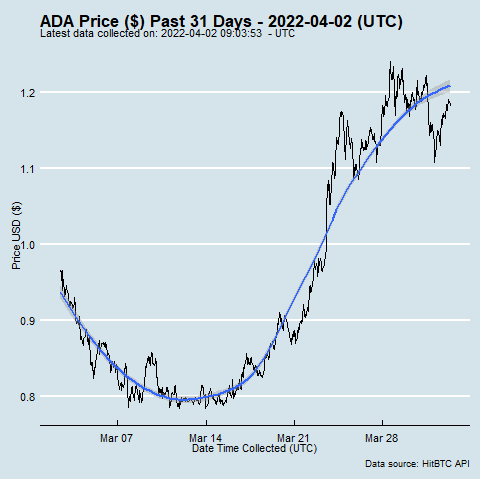 ADA Price ($) Past 31 Days - 2022-04-02 (UTC)
Latest data collected on: 2022-04-02 09:03:53 - UTC
Price USD ($)
1.2
1.1
1.0
0.9
0.8
Mar 07
Mar 14
Mar 21
Mar 28
Date Time Collected (UTC)
Data source: HitBTC API